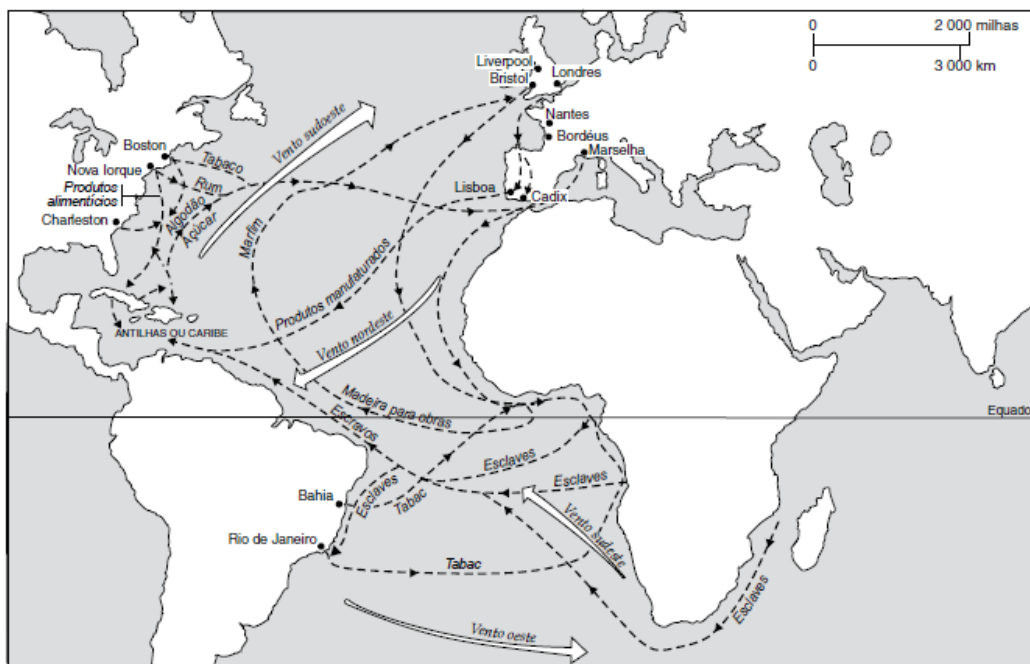 0 2 000 milhas
0 3 000 km
Liverpool
Londres
Bristol
Nantes
Bordéus
Marselha
Lisboa
Cadix
Boston
Nova Iorque
Produtos
alimentícios
Charleston
Tabaco
Rum
Algodão
Açúcar
Vento sudoeste
Marfim
Produtos manufaturados
Vento nordeste
ANTILHAS OU CARIBE
Madeira para obras
Equador
Escravos
Esclaves
Esclaves
Esclaves
Tabac
Bahia
Rio de Janeiro
Vento sudeste
Tabac
Esclaves
Vento oeste